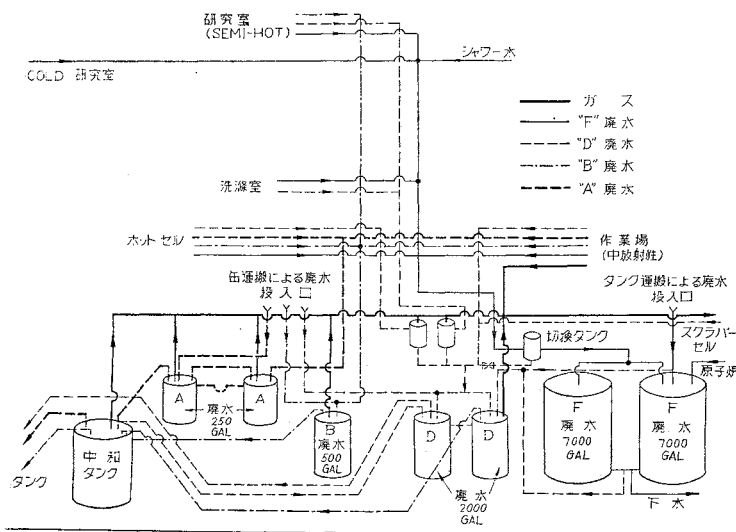 研究室
(SEMI-HOT)
シャワー水
COLD 研究室
ガ ス
"F" 廃水
"D" 廃水
"B" 廃水
"A" 廃水
洗滌室
ホットセル
作業場
(中放射性)
缶運搬による廃水
投入口
タンク運搬による廃水
投入口
切換タンク
スクラバー
セル
原子炉
A
A
廃水
250
GAL
B
廃水
500
GAL
D
D
廃水
2000
GAL
F
廃水
7000
GAL
F
廃水
7000
GAL
中和
タンク
タンク
下水